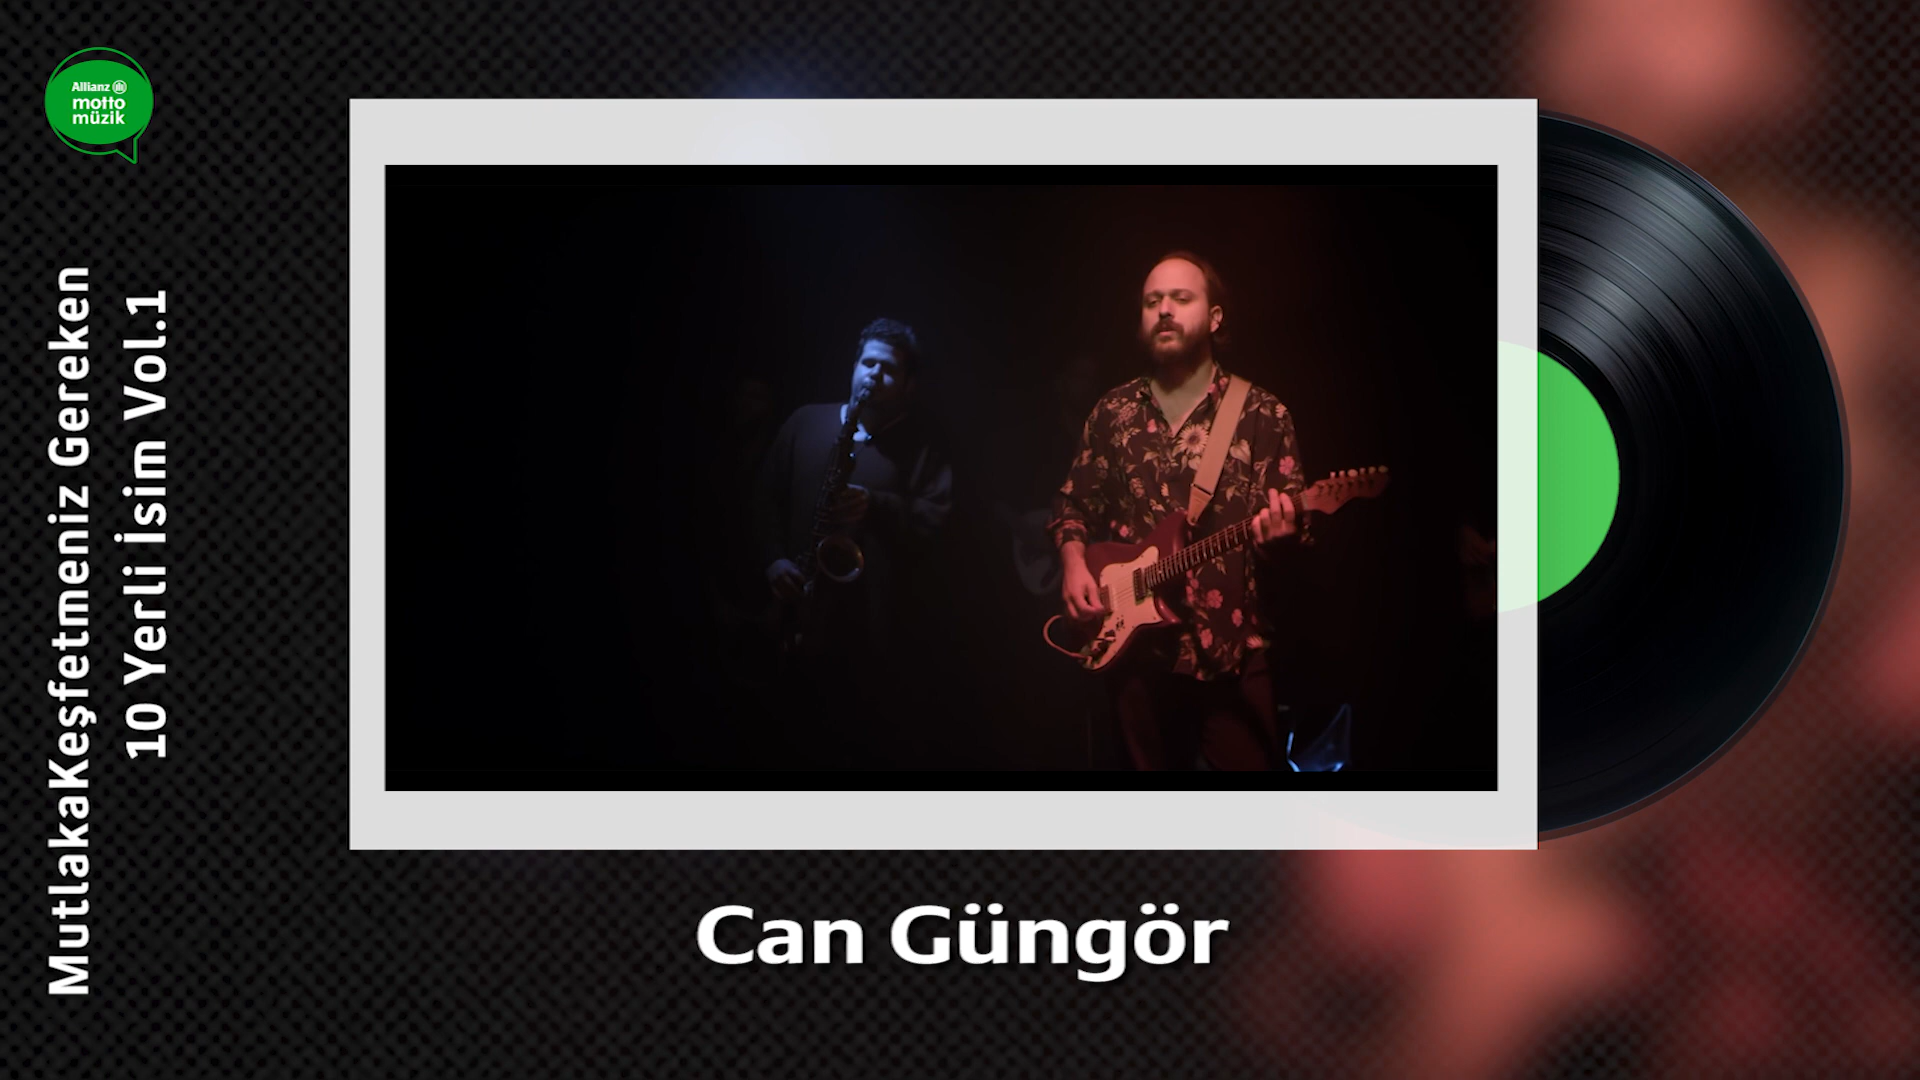 Allianz
motto
müzik
MutlakaKeşfetmeniz Gereken
10 Yerli İsim Vol.1
Can Güngör